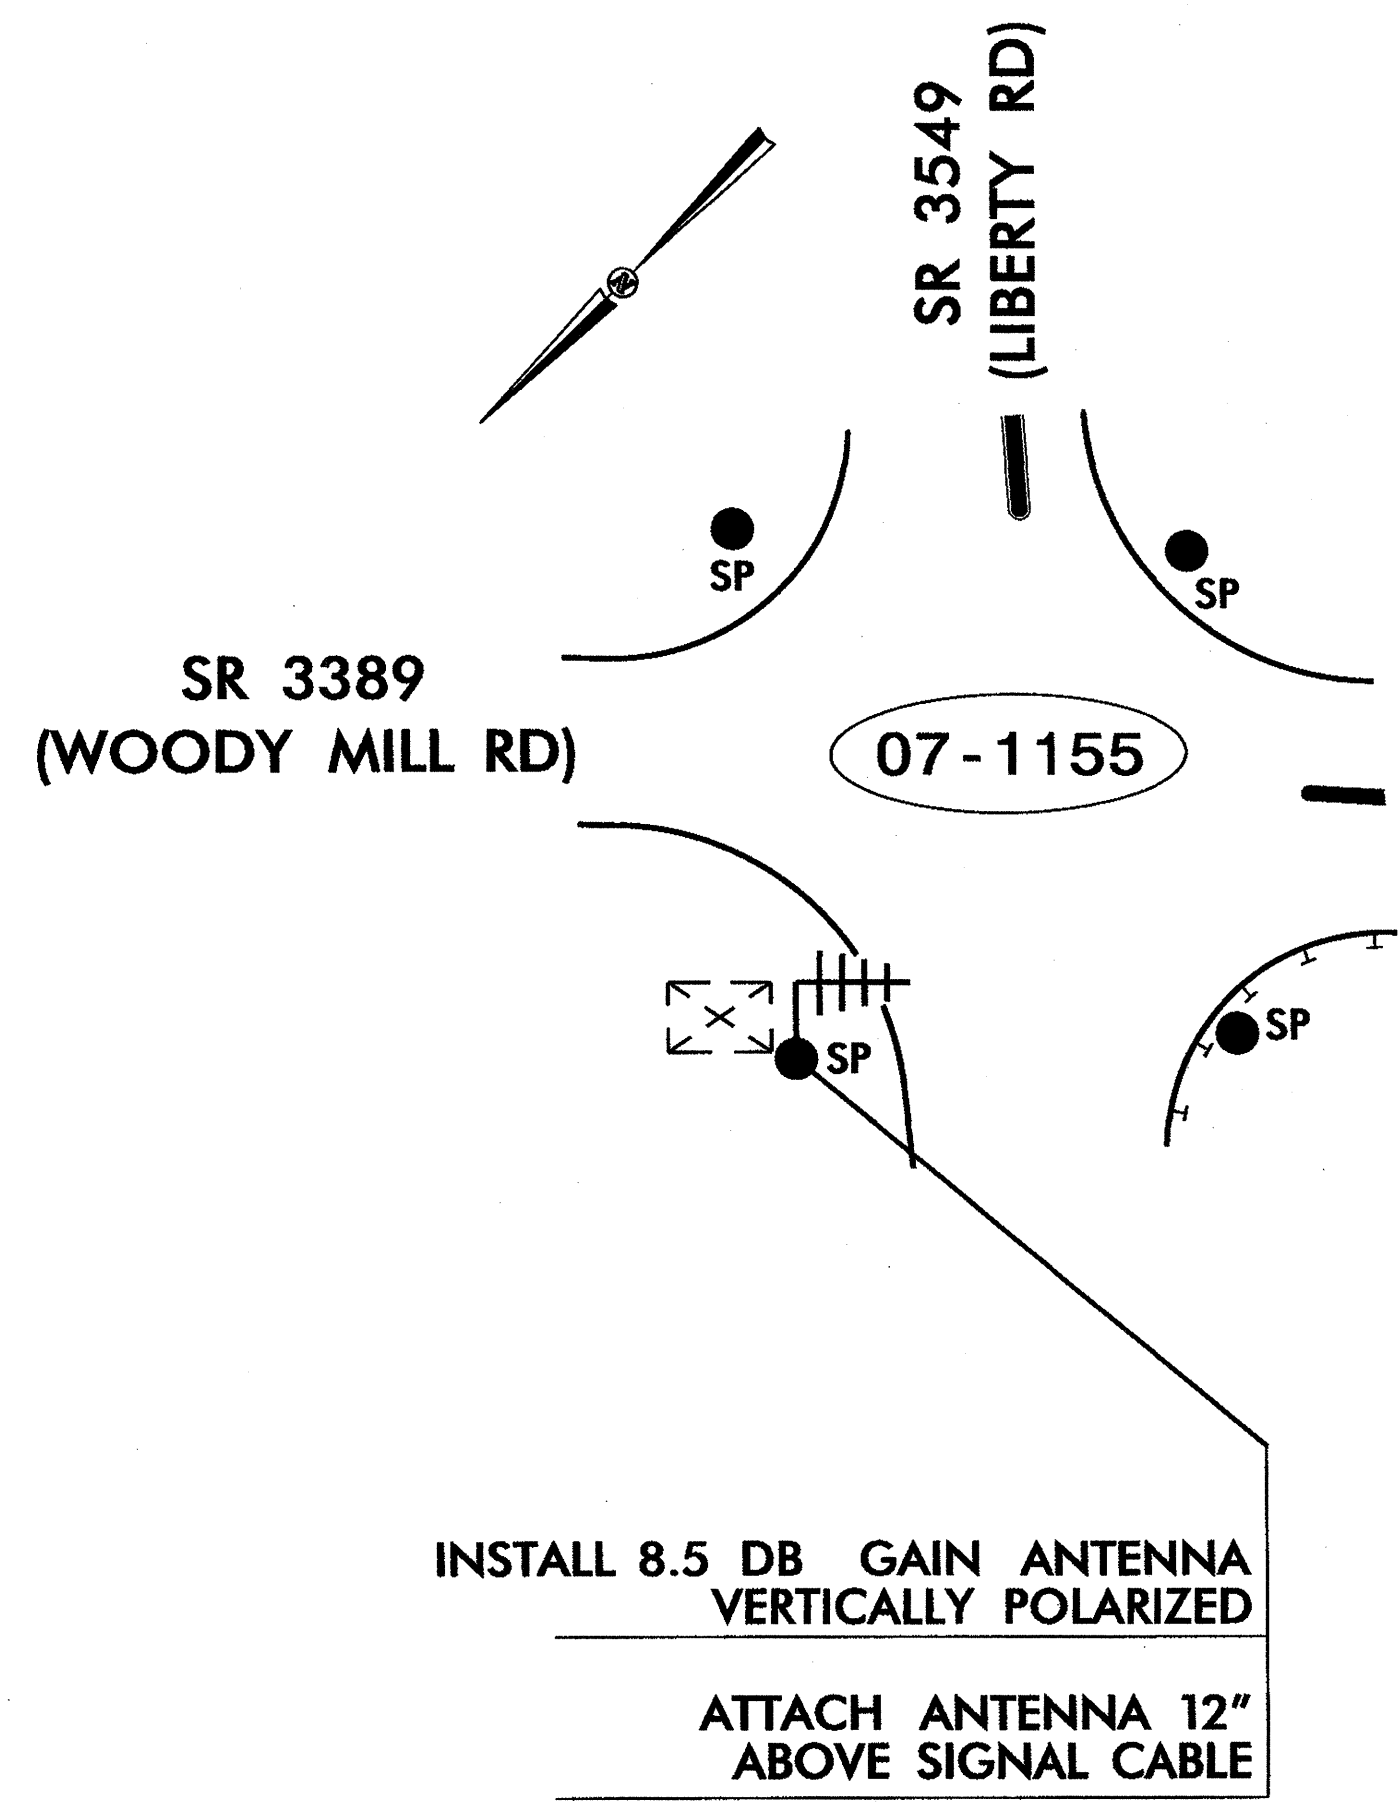 SR 3549
(LIBERTY RD)
N
SP
SP
SR 3389
(WOODY MILL RD)
07-1155
SP
SP
INSTALL 8.5 DB GAIN ANTENNA
VERTICALLY POLARIZED
ATTACH ANTENNA 12"
ABOVE SIGNAL CABLE